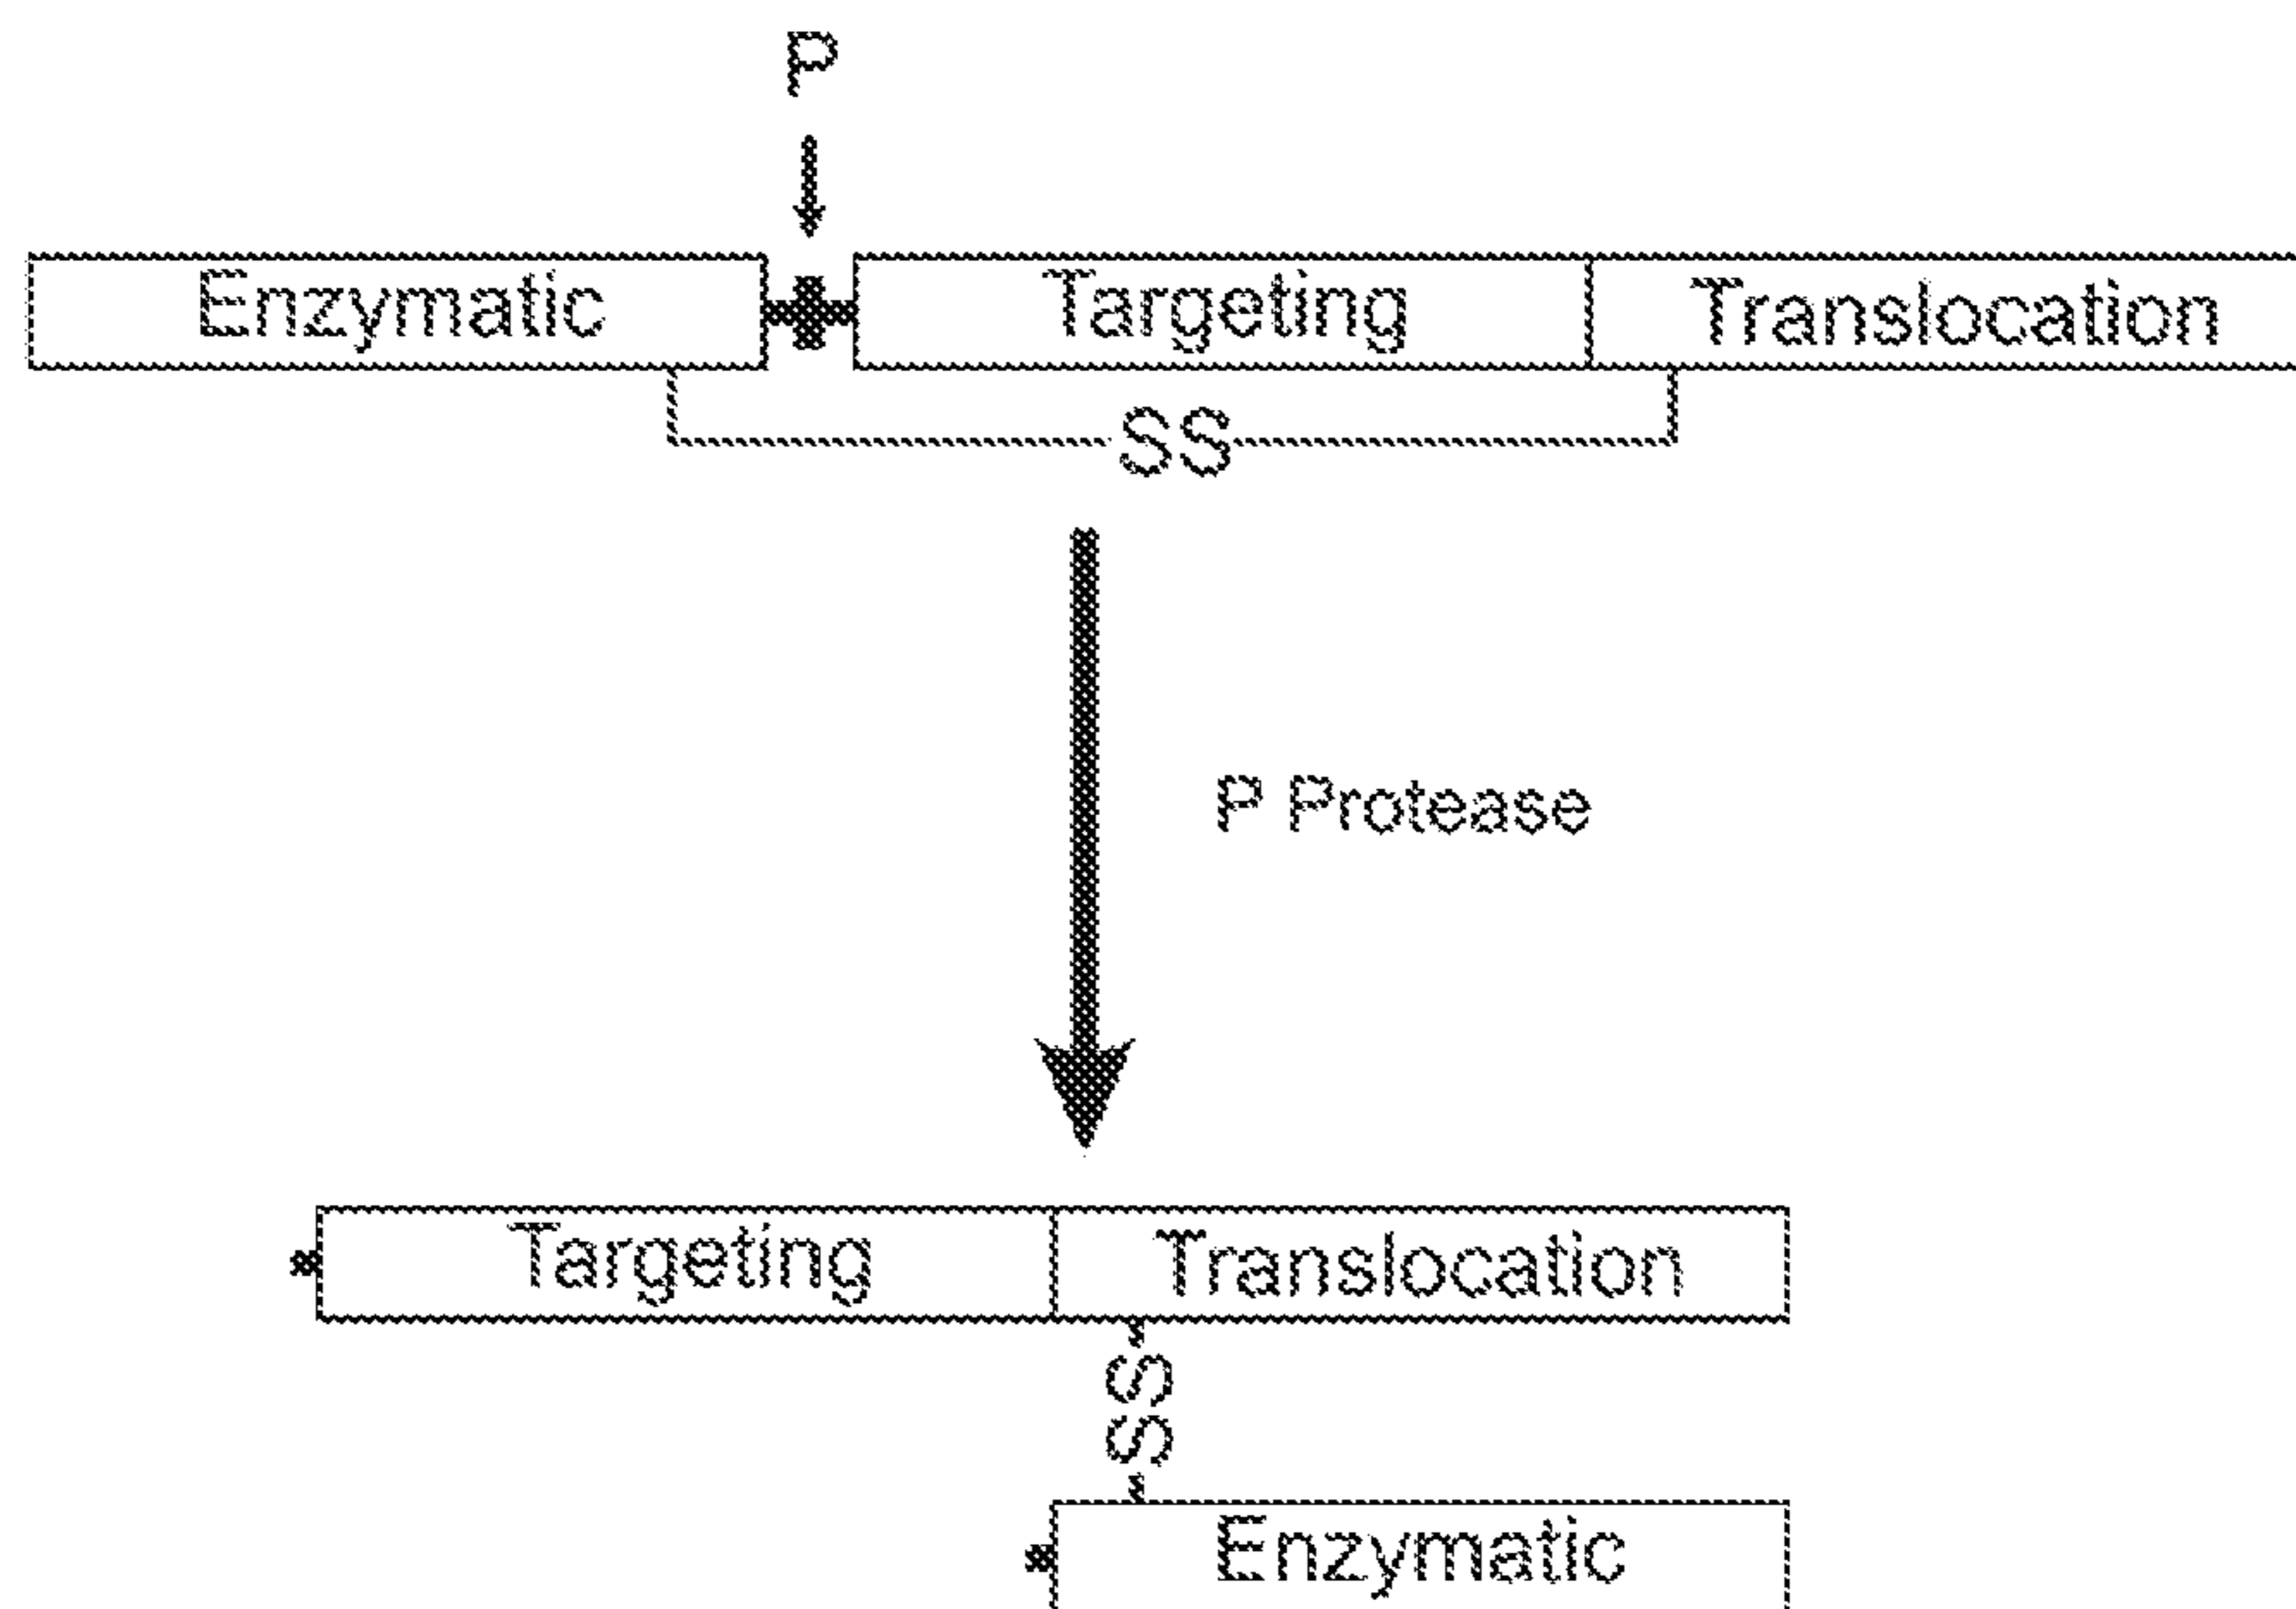 P
Enzymatic Targeting Translocation
SS
P Protease
Targeting Translocation
SS
Enzymatic